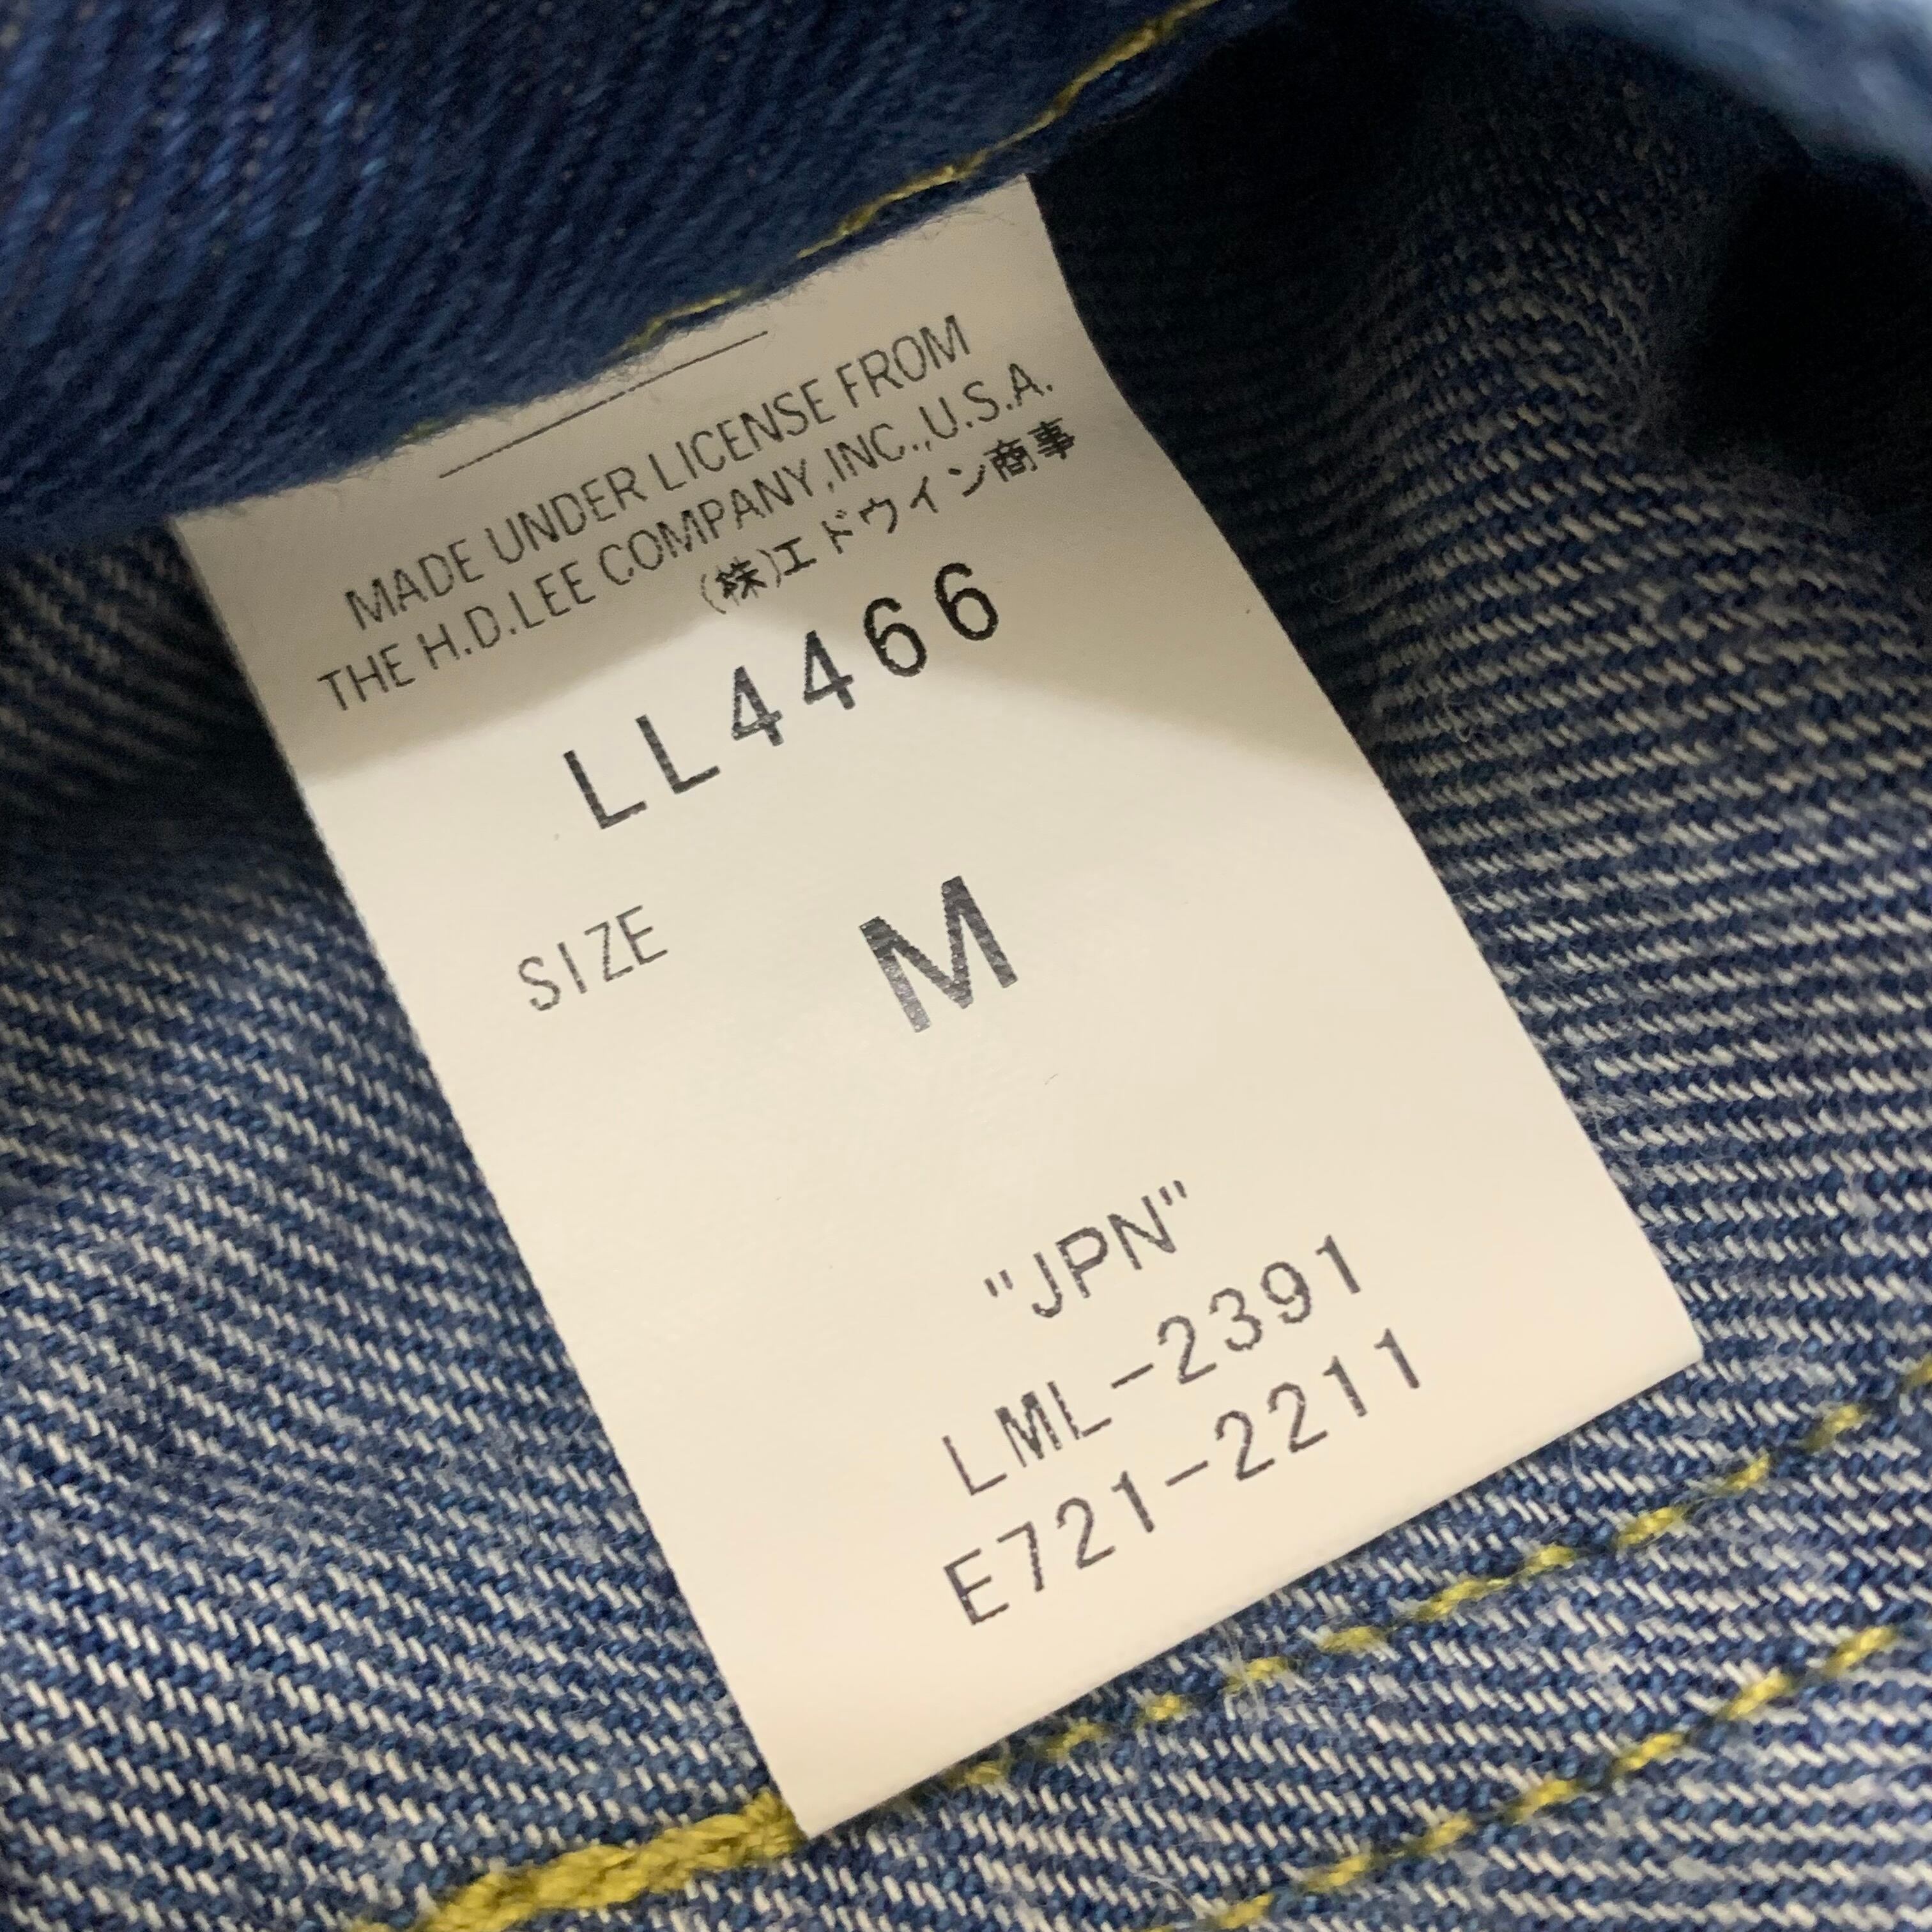 MADE UNDER LICENSE FROM
THE H.D.LEE COMPANY,INC.,U.S.A.
(株)エドウイン商事
LL4466
SIZE M
"JPN"
LML-2391
E721-2211